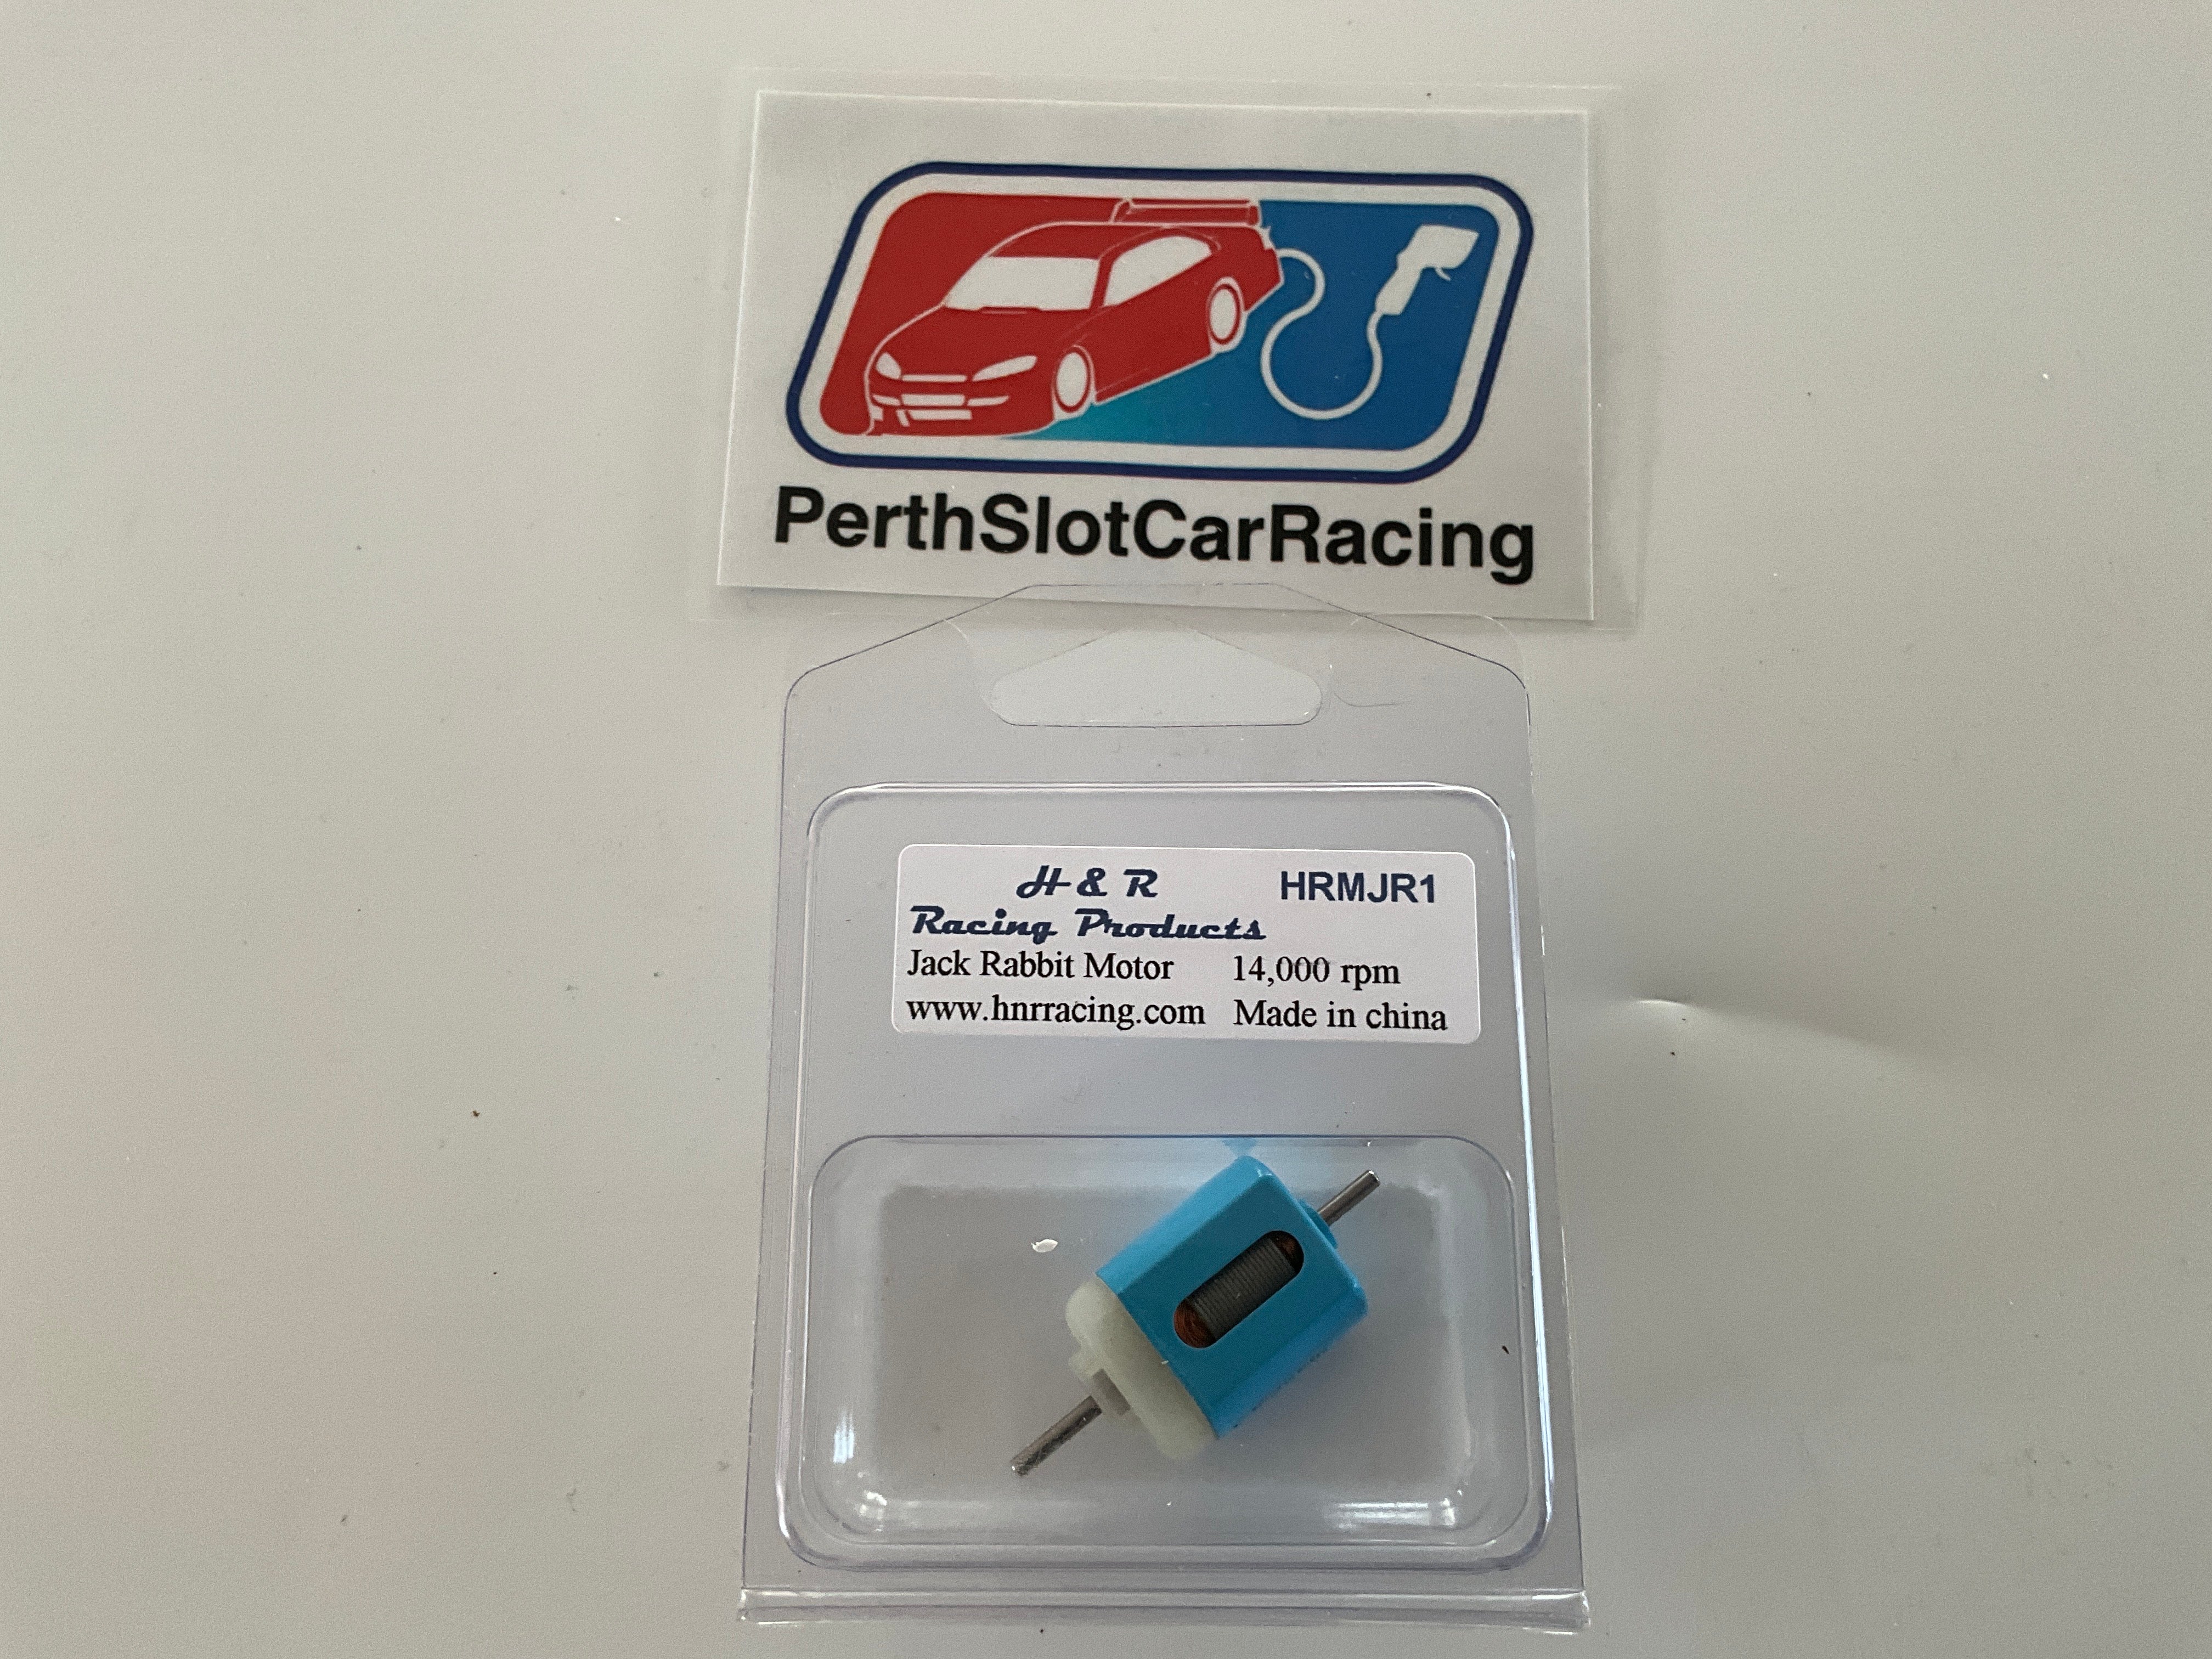 PerthSlotCarRacing
H & R HRMJR1
Racing Products
Jack Rabbit Motor 14,000 rpm
www.hnrracing.com Made in china